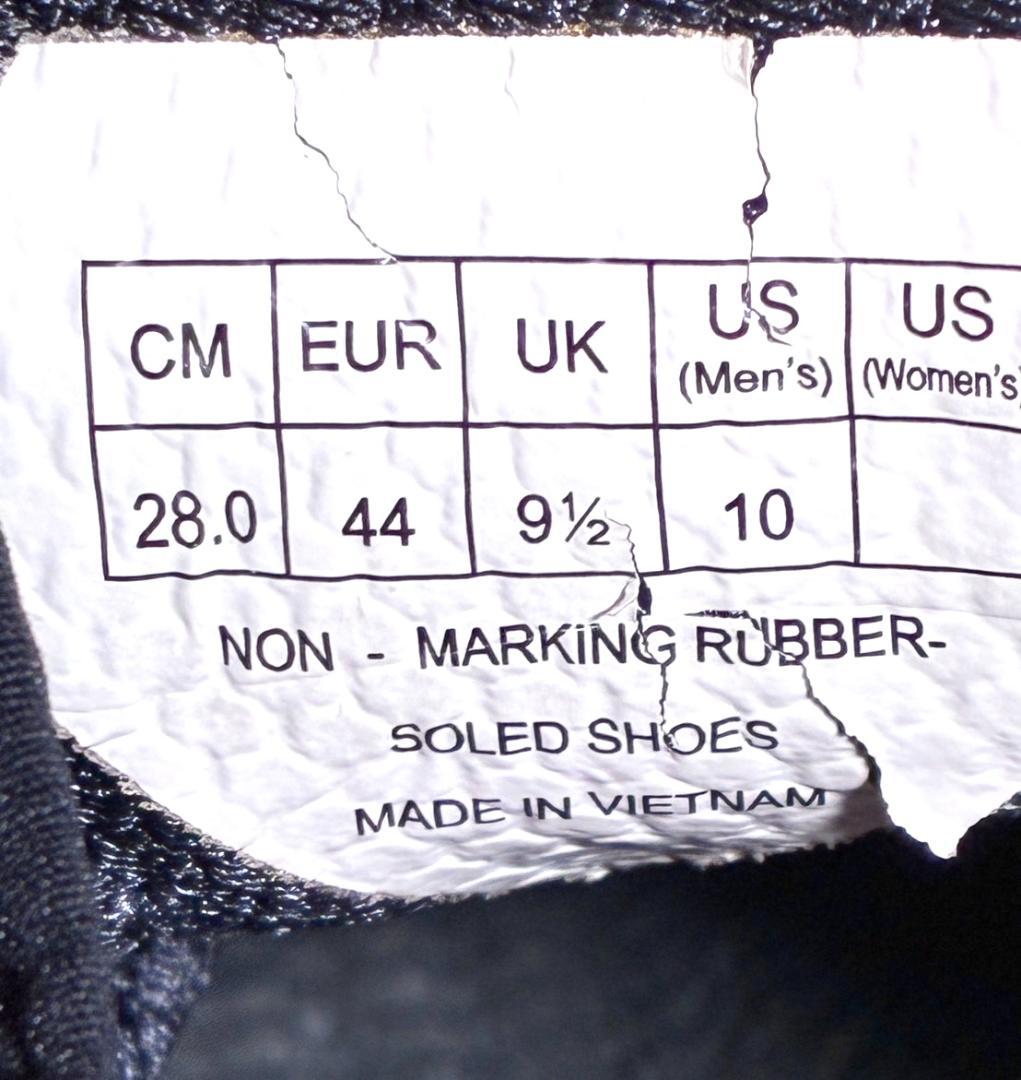 CM EUR UK US (Men's) US (Women's)
28.0 44 9½ 10
NON - MARKING RUBBER-
SOLED SHOES
MADE IN VIETNAM